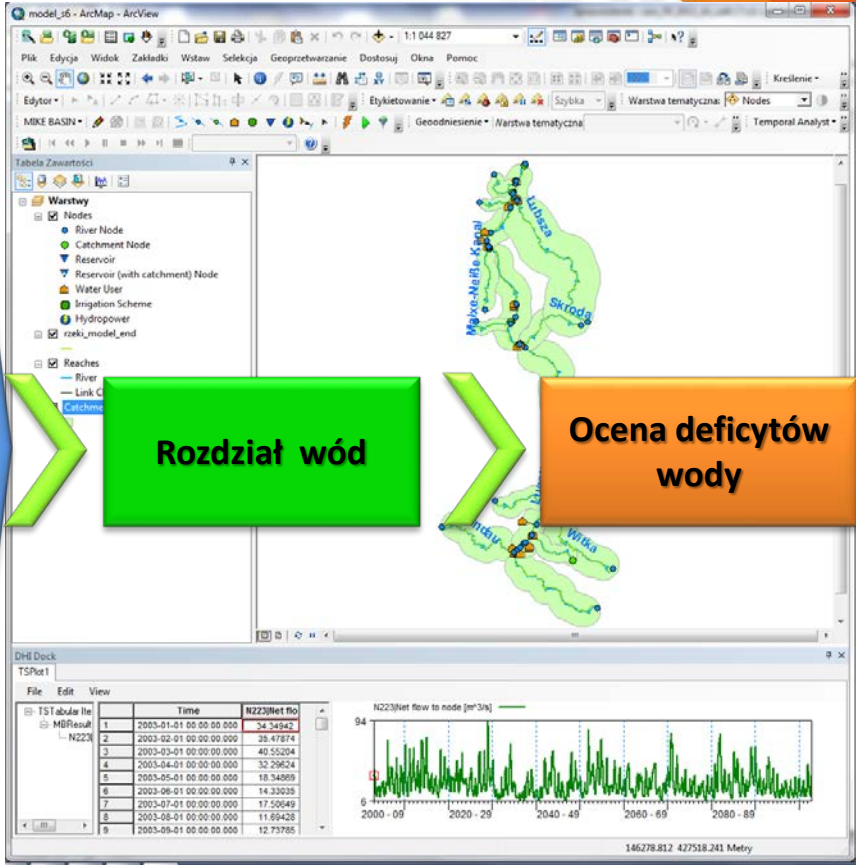 model_s6 - ArcMap - ArcView
1:1 044 827
Plik Edycja Widok Zakładki Wstaw Selekcja Geoprzetwarzanie Dostosuj Okna Pomoc
Kreślenie
Edytor Etykietowanie Szybka Warstwa tematyczna: Nodes
MIKE BASIN Geodniesienie Warstwa tematyczna Temporal Analyst
Tabela Zawartości
Warstwy
Nodes
River Node
Catchment Node
Reservoir
Reservoir (with catchment) Node
Water User
Irrigation Scheme
Hydropower
rzeki_model_end
Reaches
River
Link C
Catchme
Lubsza
Malxe-Neiße-Kanal
Skroda
Rozdział wód
Ocena deficytów
wody
ndau
Witka
DHI Dock
TSPlot1
File Edit View
TSTabular Ite
MBResult
N223|
Time N223|Net flo
1 2003-01-01 00:00:00.000 34.34942
2 2003-02-01 00:00:00.000 35.47874
3 2003-03-01 00:00:00.000 40.55204
4 2003-04-01 00:00:00.000 32.29624
5 2003-05-01 00:00:00.000 18.34869
6 2003-06-01 00:00:00.000 14.33035
7 2003-07-01 00:00:00.000 17.50649
8 2003-08-01 00:00:00.000 11.69428
9 2003-09-01 00:00:00.000 12.73785
N223|Net flow to node [m^3/s]
94
6
2000 - 09 2020 - 29 2040 - 49 2060 - 69 2080 - 89
146278.812 427518.241 Metry